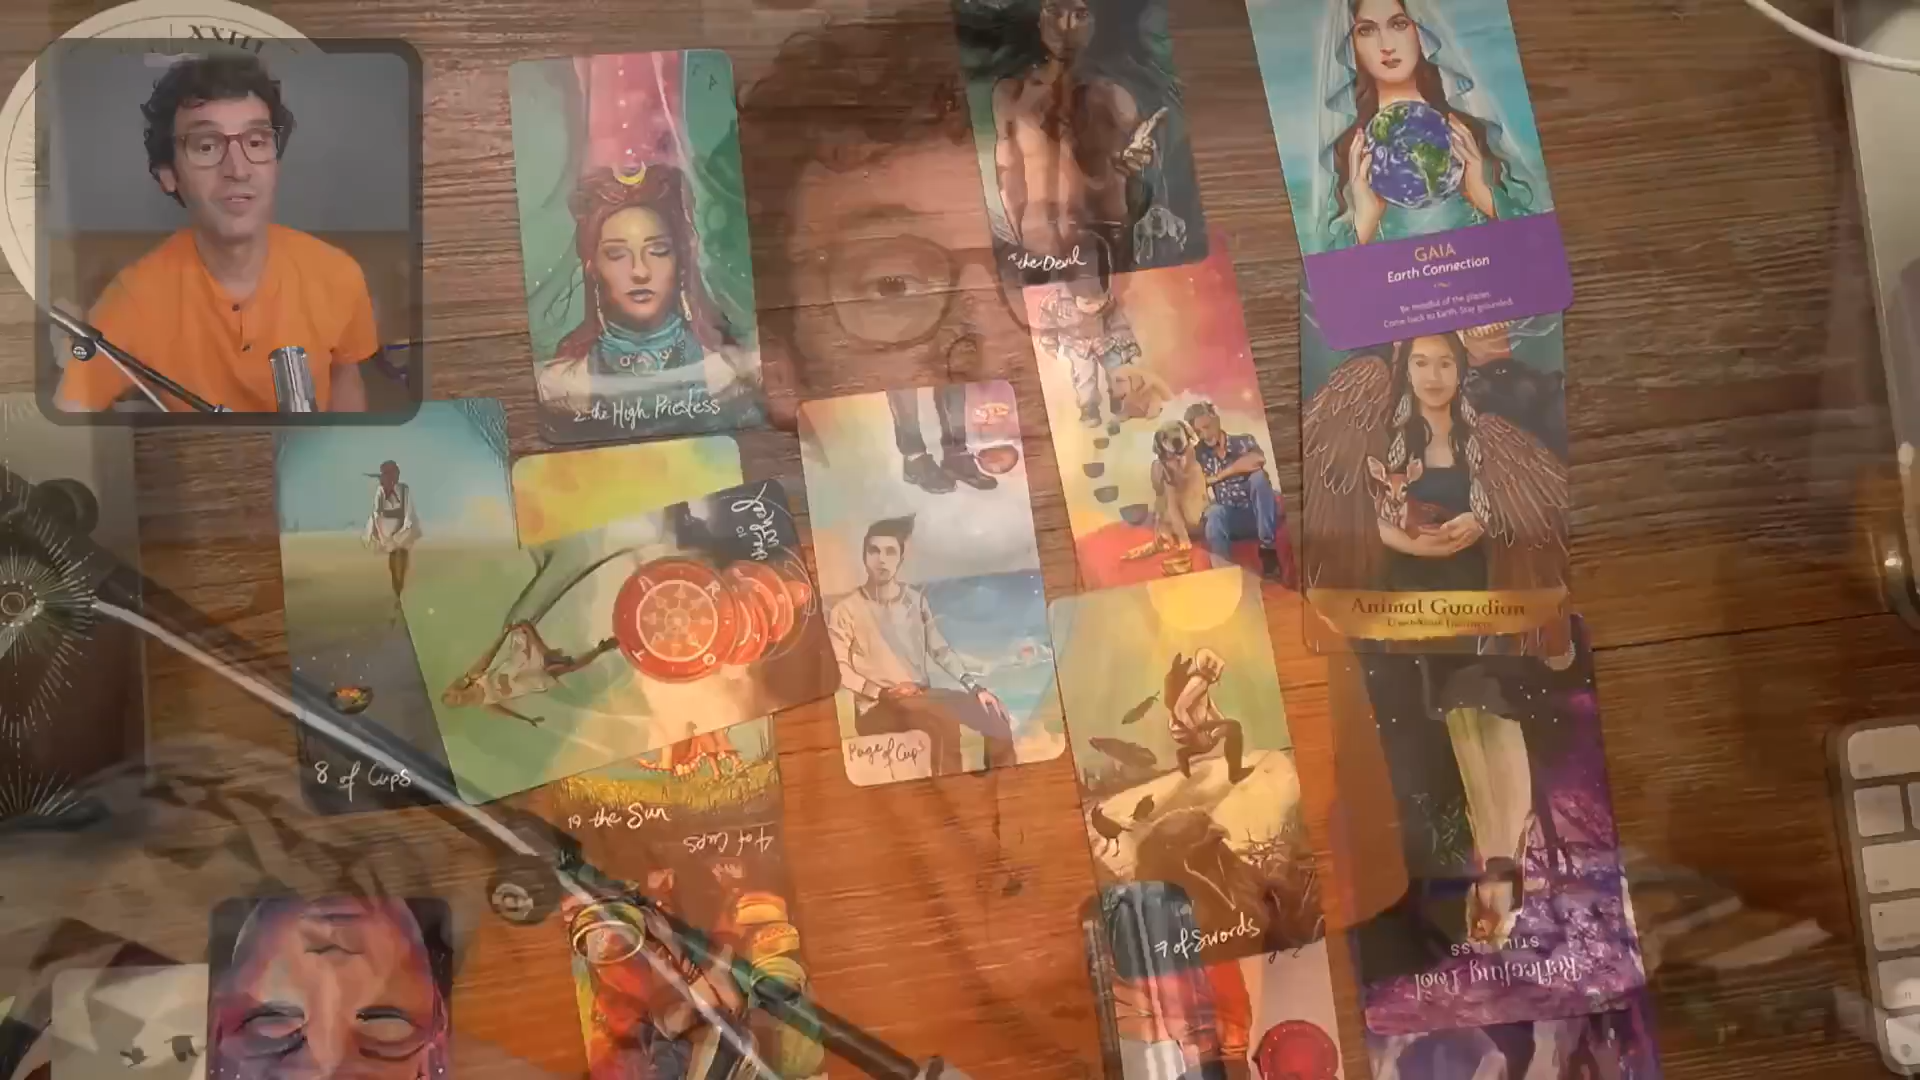 XXIII
2 the High Priestess
the Devil
GAIA
Earth Connection
Be mindful of the planet.
Come back to Earth. Stay grounded.
Animal Guardian
8 of Cups
Page of Cups
19 the Sun
4 of Cups
7 of Swords
Reflecting Pool
STILLNESS